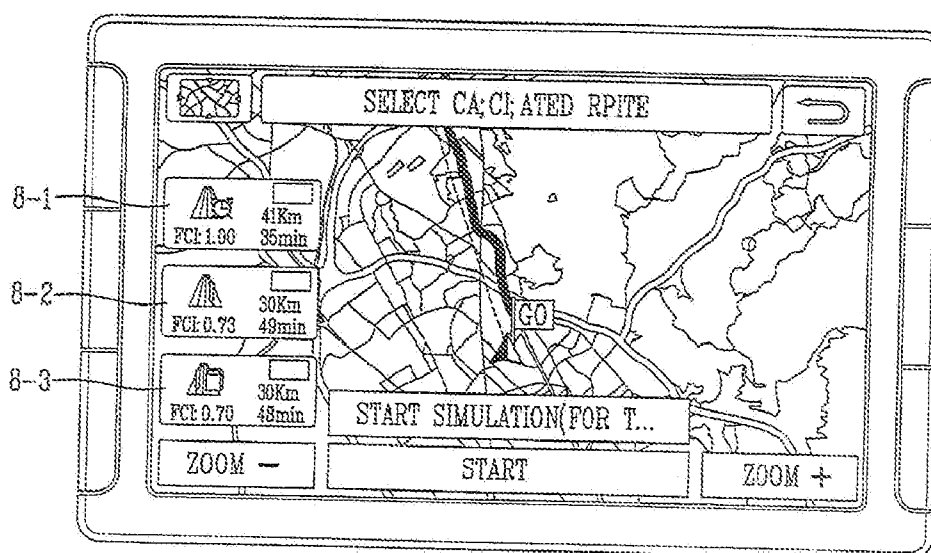 SELECT CA;CI;ATED RPITE
8-1
41Km
FCI: 1.00 35min
8-2
30Km
FCI: 0.73 49min
8-3
30Km
FCI: 0.70 48min
GO
START SIMULATION(FOR T...
ZOOM -
START
ZOOM +